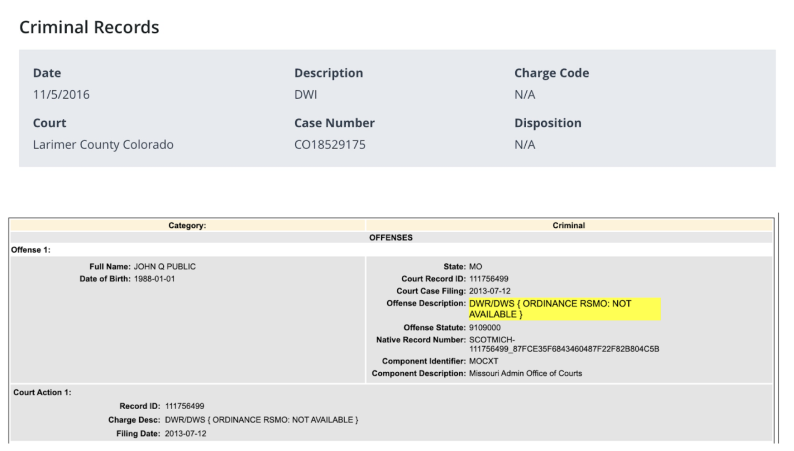 Criminal Records
Date Description Charge Code
11/5/2016 DWI N/A
Court Case Number Disposition
Larimer County Colorado CO18529175 N/A
Category: Criminal
OFFENSES
Offense 1:
Full Name: JOHN Q PUBLIC
Date of Birth: 1988-01-01
State: MO
Court Record ID: 111756499
Court Case Filing: 2013-07-12
Offense Description: DWR/DWS { ORDINANCE RSMO: NOT
AVAILABLE }
Offense Statute: 9109000
Native Record Number: SCOTMICH-
111756499_87FCE35F6843460487F22F82B804C5B
Component Identifier: MOCXT
Component Description: Missouri Admin Office of Courts
Court Action 1:
Record ID: 111756499
Charge Desc: DWR/DWS { ORDINANCE RSMO: NOT AVAILABLE }
Filing Date: 2013-07-12